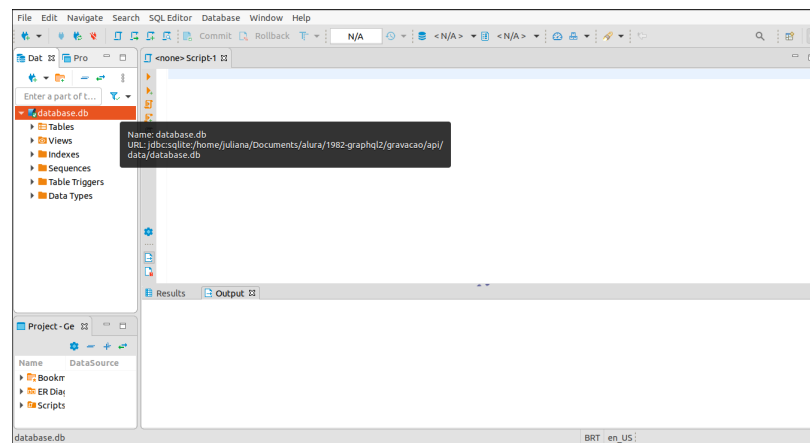 File Edit Navigate Search SQL Editor Database Window Help
Commit Rollback N/A < N/A > < N/A >
Dat Pro <none> Script-1
Enter a part of t...
database.db
Tables
Views
Indexes
Sequences
Table Triggers
Data Types
Name: database.db
URL: jdbc:sqlite:/home/juliana/Documents/alura/1982-graphql2/gravacao/api/
data/database.db
Results Output
Project - Ge
Name DataSource
Bookm
ER Dia
Scripts
database.db BRT en_US